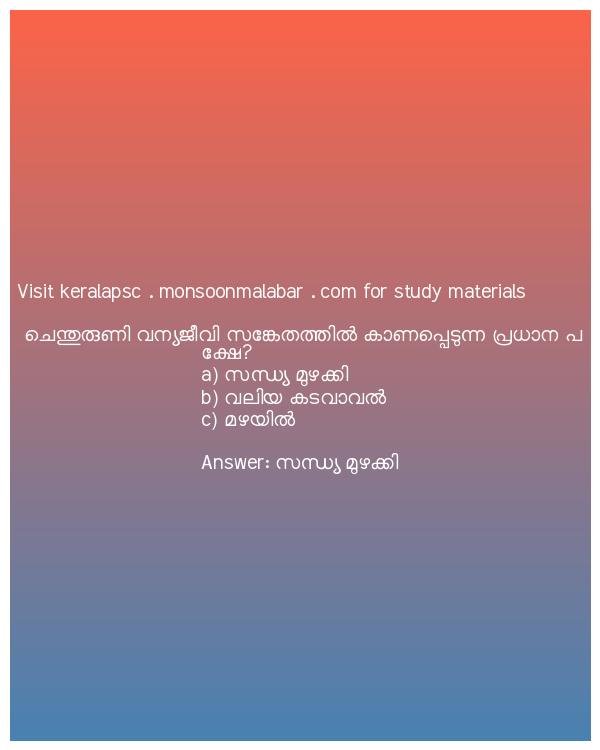 Visit keralapsc . monsoonmalabar . com for study materials
ചെന്തുരുണി വന്യജീവി സങ്കേതത്തിൽ കാണപ്പെടുന്ന പ്രധാന പ
ക്ഷേ?
a) സന്ധ്യ മുഴക്കി
b) വലിയ കടവാവൽ
c) മഴയിൽ
Answer: സന്ധ്യ മുഴക്കി